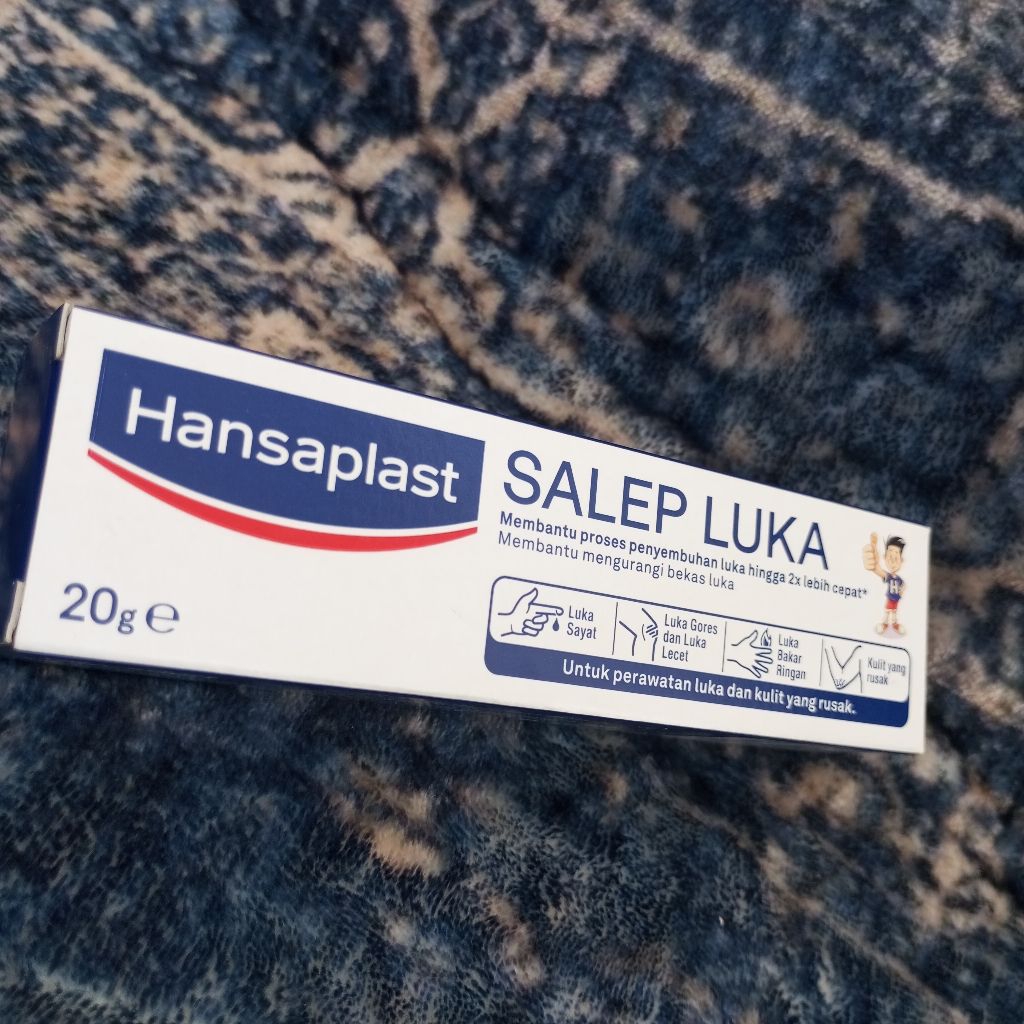 Hansaplast
20g e
SALEP LUKA
Membantu proses penyembuhan luka hingga 2x lebih cepat*
Membantu mengurangi bekas luka
Luka
Sayat
Luka Gores
dan Luka
Lecet
Luka
Bakar
Ringan
Kulit yang
rusak
Untuk perawatan luka dan kulit yang rusak.